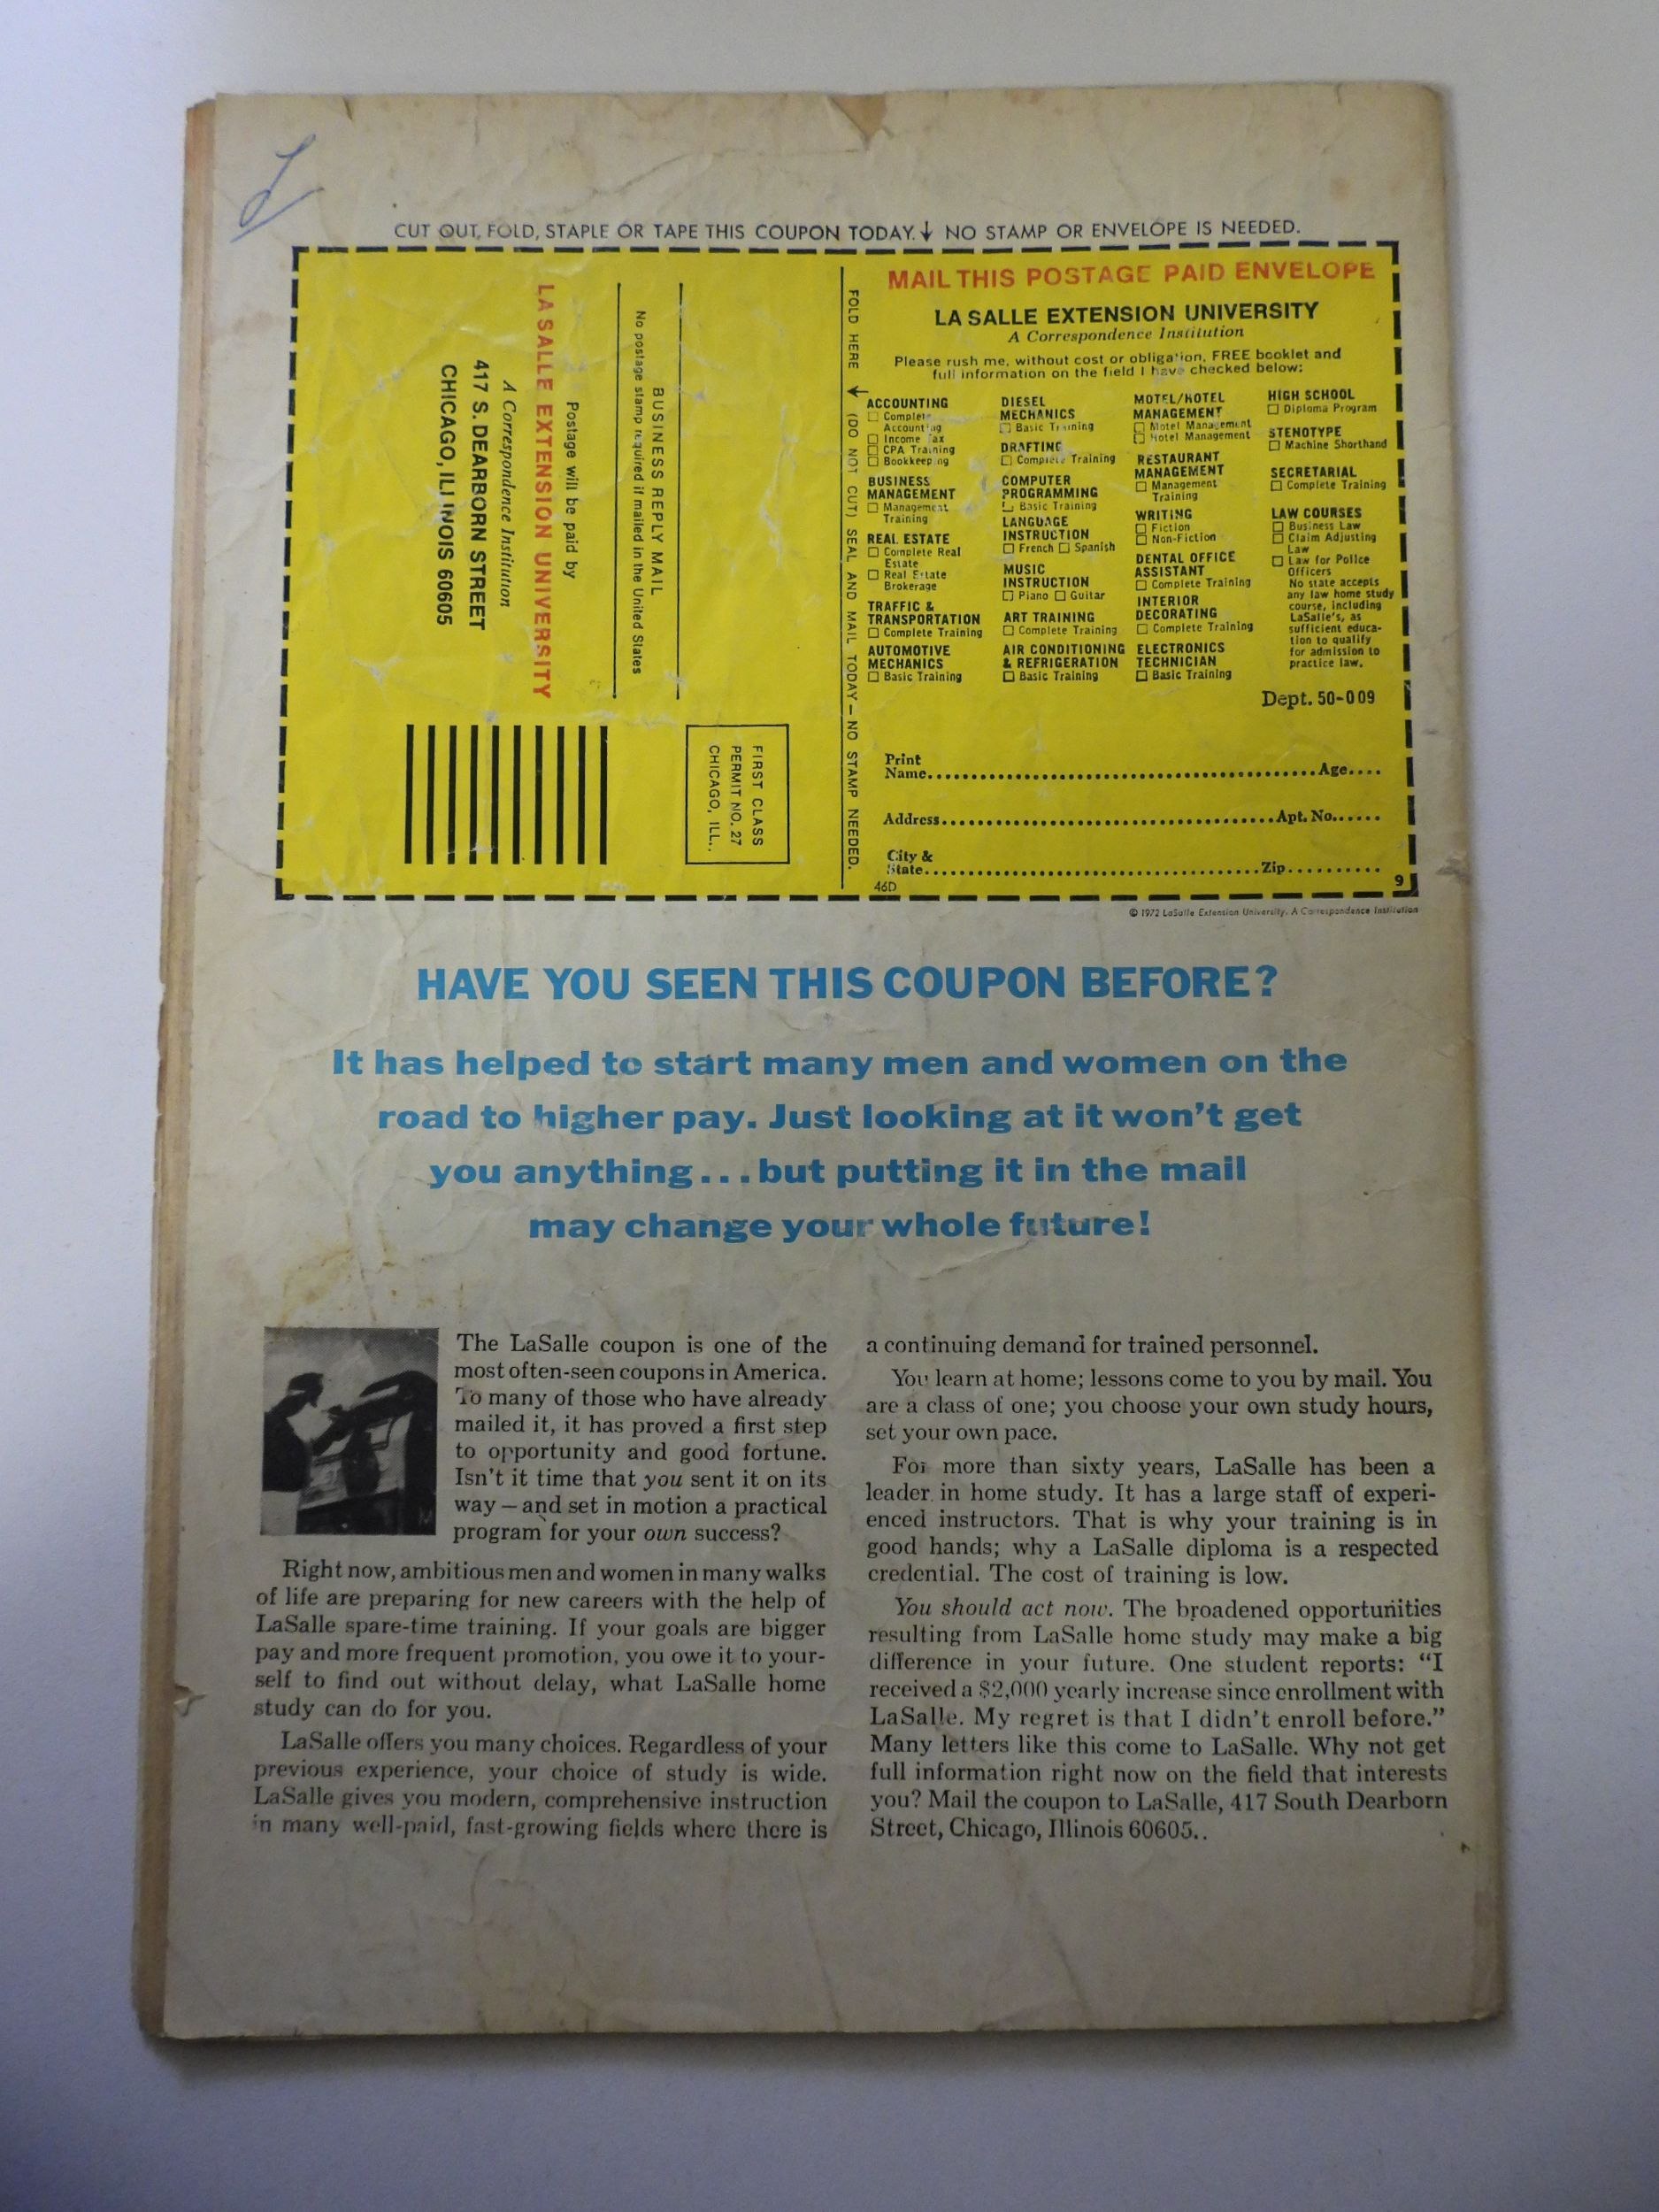 CUT OUT, FOLD, STAPLE OR TAPE THIS COUPON TODAY. ↓ NO STAMP OR ENVELOPE IS NEEDED.
BUSINESS REPLY MAIL
No postage stamp required if mailed in the United States
Postage will be paid by
LA SALLE EXTENSION UNIVERSITY
A Correspondence Institution
417 S. DEARBORN STREET
CHICAGO, ILLINOIS 60605
FIRST CLASS
PERMIT NO. 27
CHICAGO, ILL..
FOLD HERE ↓ (DO NOT CUT) SEAL AND MAIL TODAY — NO STAMP NEEDED.
MAIL THIS POSTAGE PAID ENVELOPE
LA SALLE EXTENSION UNIVERSITY
A Correspondence Institution
Please rush me, without cost or obligation, FREE booklet and
full information on the field I have checked below:
ACCOUNTING
☐ Complete
Accounting
☐ Income Tax
☐ CPA Training
☐ Bookkeeping
BUSINESS
MANAGEMENT
☐ Management
Training
REAL ESTATE
☐ Complete Real
Estate
☐ Real Estate
Brokerage
TRAFFIC &
TRANSPORTATION
☐ Complete Training
AUTOMOTIVE
MECHANICS
☐ Basic Training
DIESEL
MECHANICS
☐ Basic Training
DRAFTING
☐ Complete Training
COMPUTER
PROGRAMMING
☐ Basic Training
LANGUAGE
INSTRUCTION
☐ French ☐ Spanish
MUSIC
INSTRUCTION
☐ Piano ☐ Guitar
ART TRAINING
☐ Complete Training
AIR CONDITIONING
& REFRIGERATION
☐ Basic Training
MOTEL/HOTEL
MANAGEMENT
☐ Motel Management
☐ Hotel Management
RESTAURANT
MANAGEMENT
☐ Management
Training
WRITING
☐ Fiction
☐ Non-Fiction
DENTAL OFFICE
ASSISTANT
☐ Complete Training
INTERIOR
DECORATING
☐ Complete Training
ELECTRONICS
TECHNICIAN
☐ Basic Training
HIGH SCHOOL
☐ Diploma Program
STENOTYPE
☐ Machine Shorthand
SECRETARIAL
☐ Complete Training
LAW COURSES
☐ Business Law
☐ Claim Adjusting
Law
☐ Law for Police
Officers
No state accepts
any law home study
course, including
LaSalle's, as
sufficient educa-
tion to qualify
for admission to
practice law.
Dept. 50-009
Print
Name..........Age....
Address..........Apt. No......
City &
State..........Zip..........
46D 9
© 1972 LaSalle Extension University. A Correspondence Institution
HAVE YOU SEEN THIS COUPON BEFORE?
It has helped to start many men and women on the
road to higher pay. Just looking at it won't get
you anything...but putting it in the mail
may change your whole future!
The LaSalle coupon is one of the
most often-seen coupons in America.
To many of those who have already
mailed it, it has proved a first step
to opportunity and good fortune.
Isn't it time that you sent it on its
way — and set in motion a practical
program for your own success?
Right now, ambitious men and women in many walks
of life are preparing for new careers with the help of
LaSalle spare-time training. If your goals are bigger
pay and more frequent promotion, you owe it to your-
self to find out without delay, what LaSalle home
study can do for you.
LaSalle offers you many choices. Regardless of your
previous experience, your choice of study is wide.
LaSalle gives you modern, comprehensive instruction
in many well-paid, fast-growing fields where there is
a continuing demand for trained personnel.
You learn at home; lessons come to you by mail. You
are a class of one; you choose your own study hours,
set your own pace.
For more than sixty years, LaSalle has been a
leader in home study. It has a large staff of experi-
enced instructors. That is why your training is in
good hands; why a LaSalle diploma is a respected
credential. The cost of training is low.
You should act now. The broadened opportunities
resulting from LaSalle home study may make a big
difference in your future. One student reports: “I
received a $2,000 yearly increase since enrollment with
LaSalle. My regret is that I didn't enroll before.”
Many letters like this come to LaSalle. Why not get
full information right now on the field that interests
you? Mail the coupon to LaSalle, 417 South Dearborn
Street, Chicago, Illinois 60605..